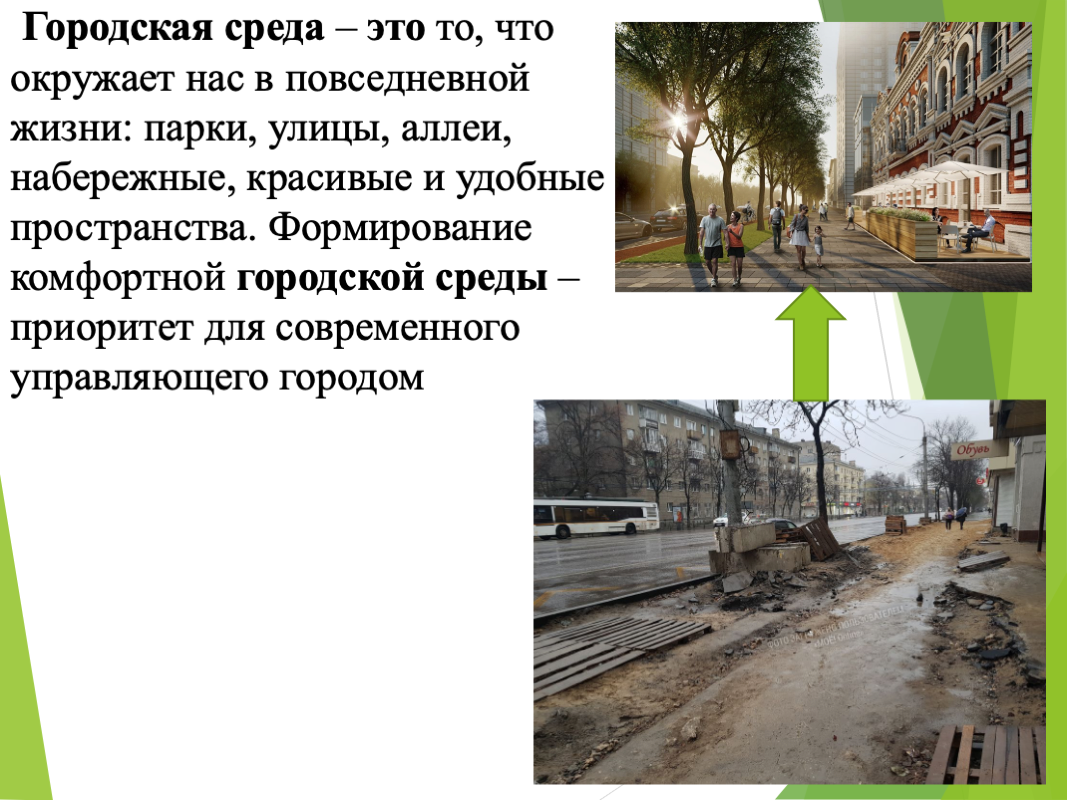 Городская среда – это то, что
окружает нас в повседневной
жизни: парки, улицы, аллеи,
набережные, красивые и удобные
пространства. Формирование
комфортной городской среды –
приоритет для современного
управляющего городом
Обувь